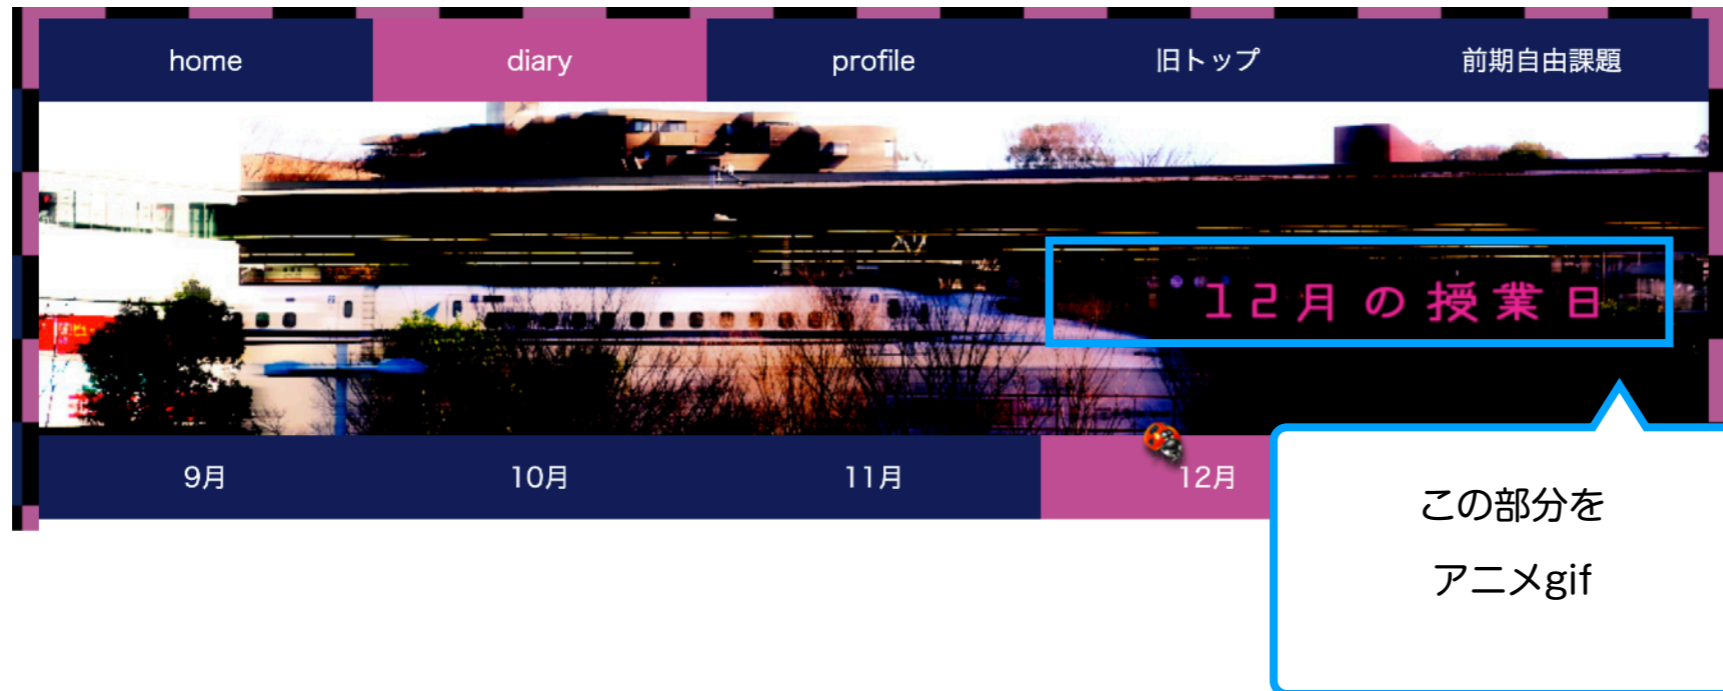 home
diary
profile
旧トップ
前期自由課題
12月の授業日
9月
10月
11月
12月
この部分を
アニメgif